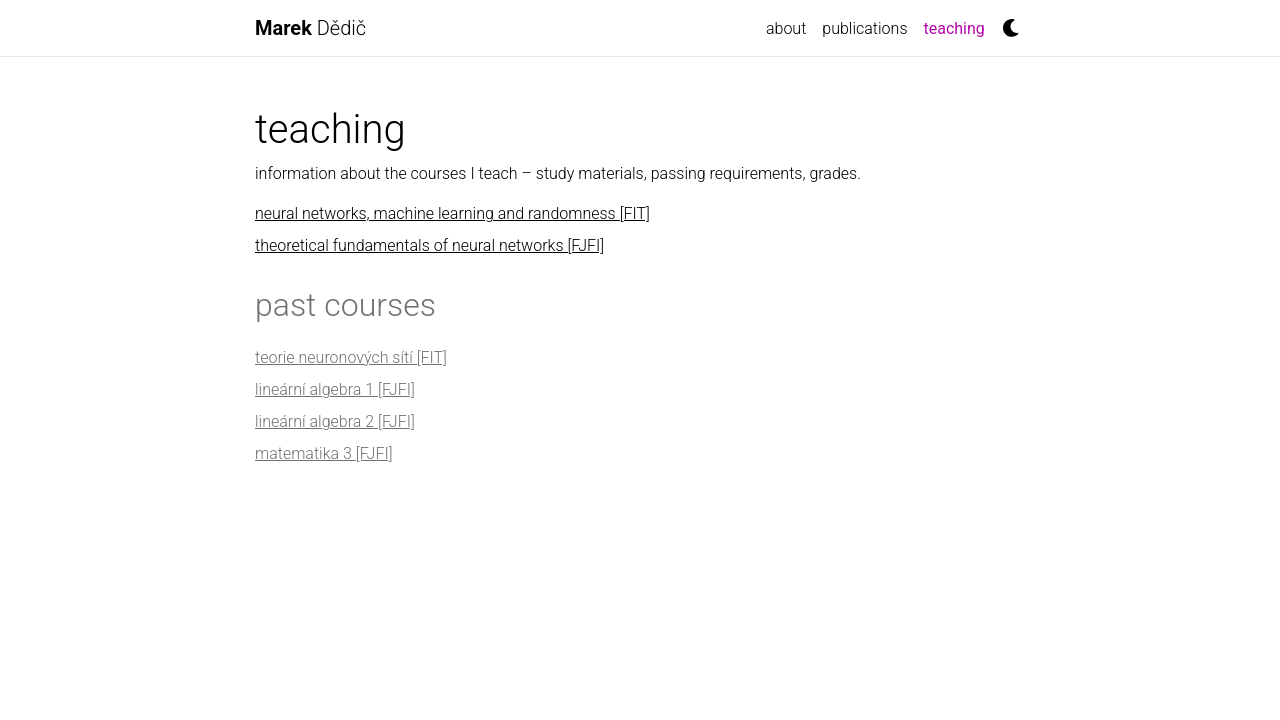 Marek Dědič
about publications teaching
teaching
information about the courses I teach – study materials, passing requirements, grades.
neural networks, machine learning and randomness [FIT]
theoretical fundamentals of neural networks [FJFI]
past courses
teorie neuronových sítí [FIT]
lineární algebra 1 [FJFI]
lineární algebra 2 [FJFI]
matematika 3 [FJFI]